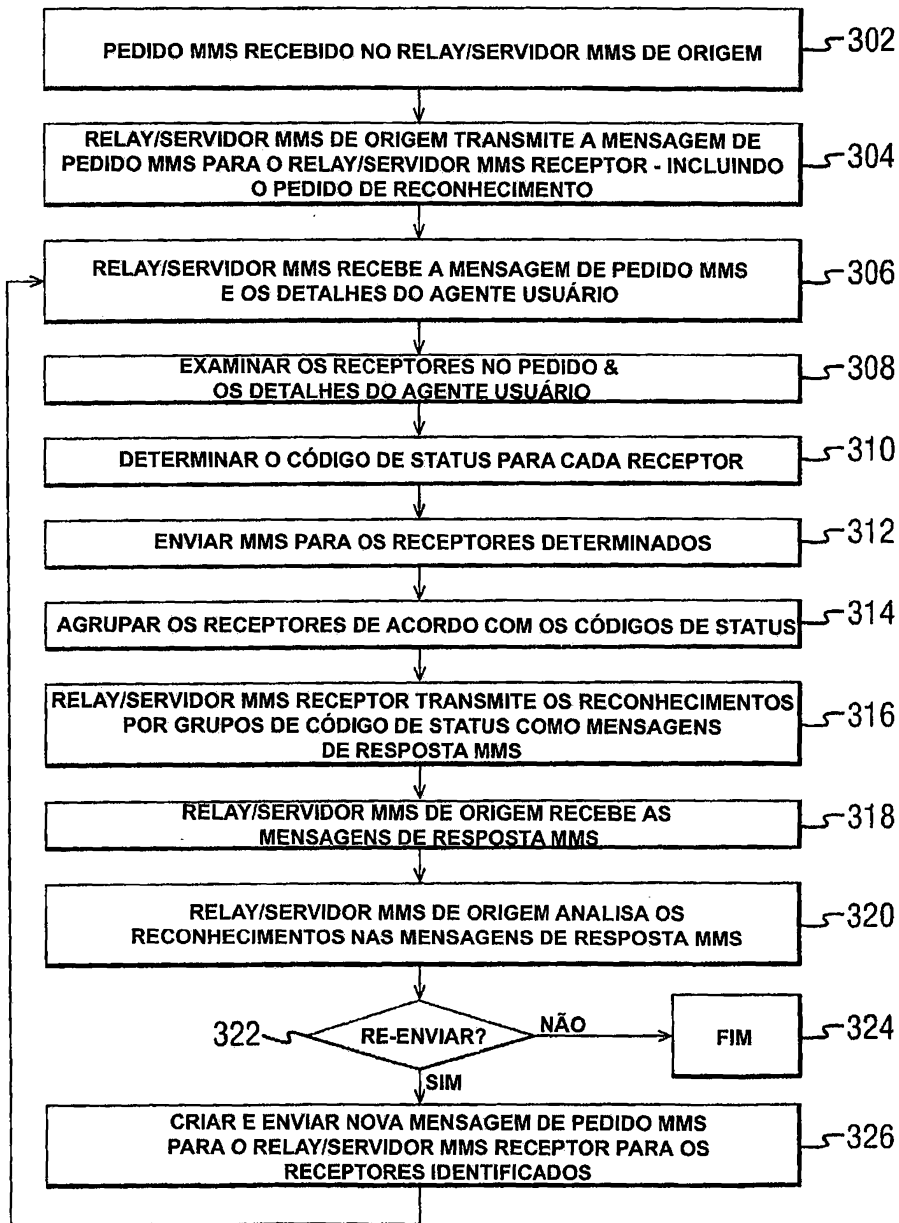 PEDIDO MMS RECEBIDO NO RELAY/SERVIDOR MMS DE ORIGEM
302
RELAY/SERVIDOR MMS DE ORIGEM TRANSMITE A MENSAGEM DE
PEDIDO MMS PARA O RELAY/SERVIDOR MMS RECEPTOR - INCLUINDO
O PEDIDO DE RECONHECIMENTO
304
RELAY/SERVIDOR MMS RECEBE A MENSAGEM DE PEDIDO MMS
E OS DETALHES DO AGENTE USUÁRIO
306
EXAMINAR OS RECEPTORES NO PEDIDO &
OS DETALHES DO AGENTE USUÁRIO
308
DETERMINAR O CÓDIGO DE STATUS PARA CADA RECEPTOR
310
ENVIAR MMS PARA OS RECEPTORES DETERMINADOS
312
AGRUPAR OS RECEPTORES DE ACORDO COM OS CÓDIGOS DE STATUS
314
RELAY/SERVIDOR MMS RECEPTOR TRANSMITE OS RECONHECIMENTOS
POR GRUPOS DE CÓDIGO DE STATUS COMO MENSAGENS
DE RESPOSTA MMS
316
RELAY/SERVIDOR MMS DE ORIGEM RECEBE AS
MENSAGENS DE RESPOSTA MMS
318
RELAY/SERVIDOR MMS DE ORIGEM ANALISA OS
RECONHECIMENTOS NAS MENSAGENS DE RESPOSTA MMS
320
322
RE-ENVIAR?
NÃO
FIM
324
SIM
CRIAR E ENVIAR NOVA MENSAGEM DE PEDIDO MMS
PARA O RELAY/SERVIDOR MMS RECEPTOR PARA OS
RECEPTORES IDENTIFICADOS
326